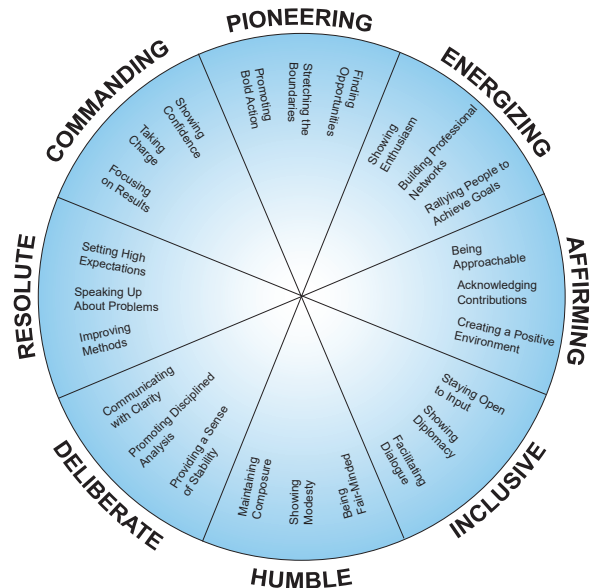 PIONEERING
Promoting
Bold Action
Stretching the
Boundaries
Finding
Opportunities
ENERGIZING
Showing
Enthusiasm
Building Professional
Networks
Rallying People to
Achieve Goals
AFFIRMING
Being
Approachable
Acknowledging
Contributions
Creating a Positive
Environment
INCLUSIVE
Staying Open
to Input
Showing
Diplomacy
Facilitating
Dialogue
HUMBLE
Being
Fair-Minded
Showing
Modesty
Maintaining
Composure
DELIBERATE
Providing a Sense
of Stability
Promoting Disciplined
Analysis
Communicating
with Clarity
RESOLUTE
Improving
Methods
Speaking Up
About Problems
Setting High
Expectations
COMMANDING
Focusing
on Results
Taking
Charge
Showing
Confidence